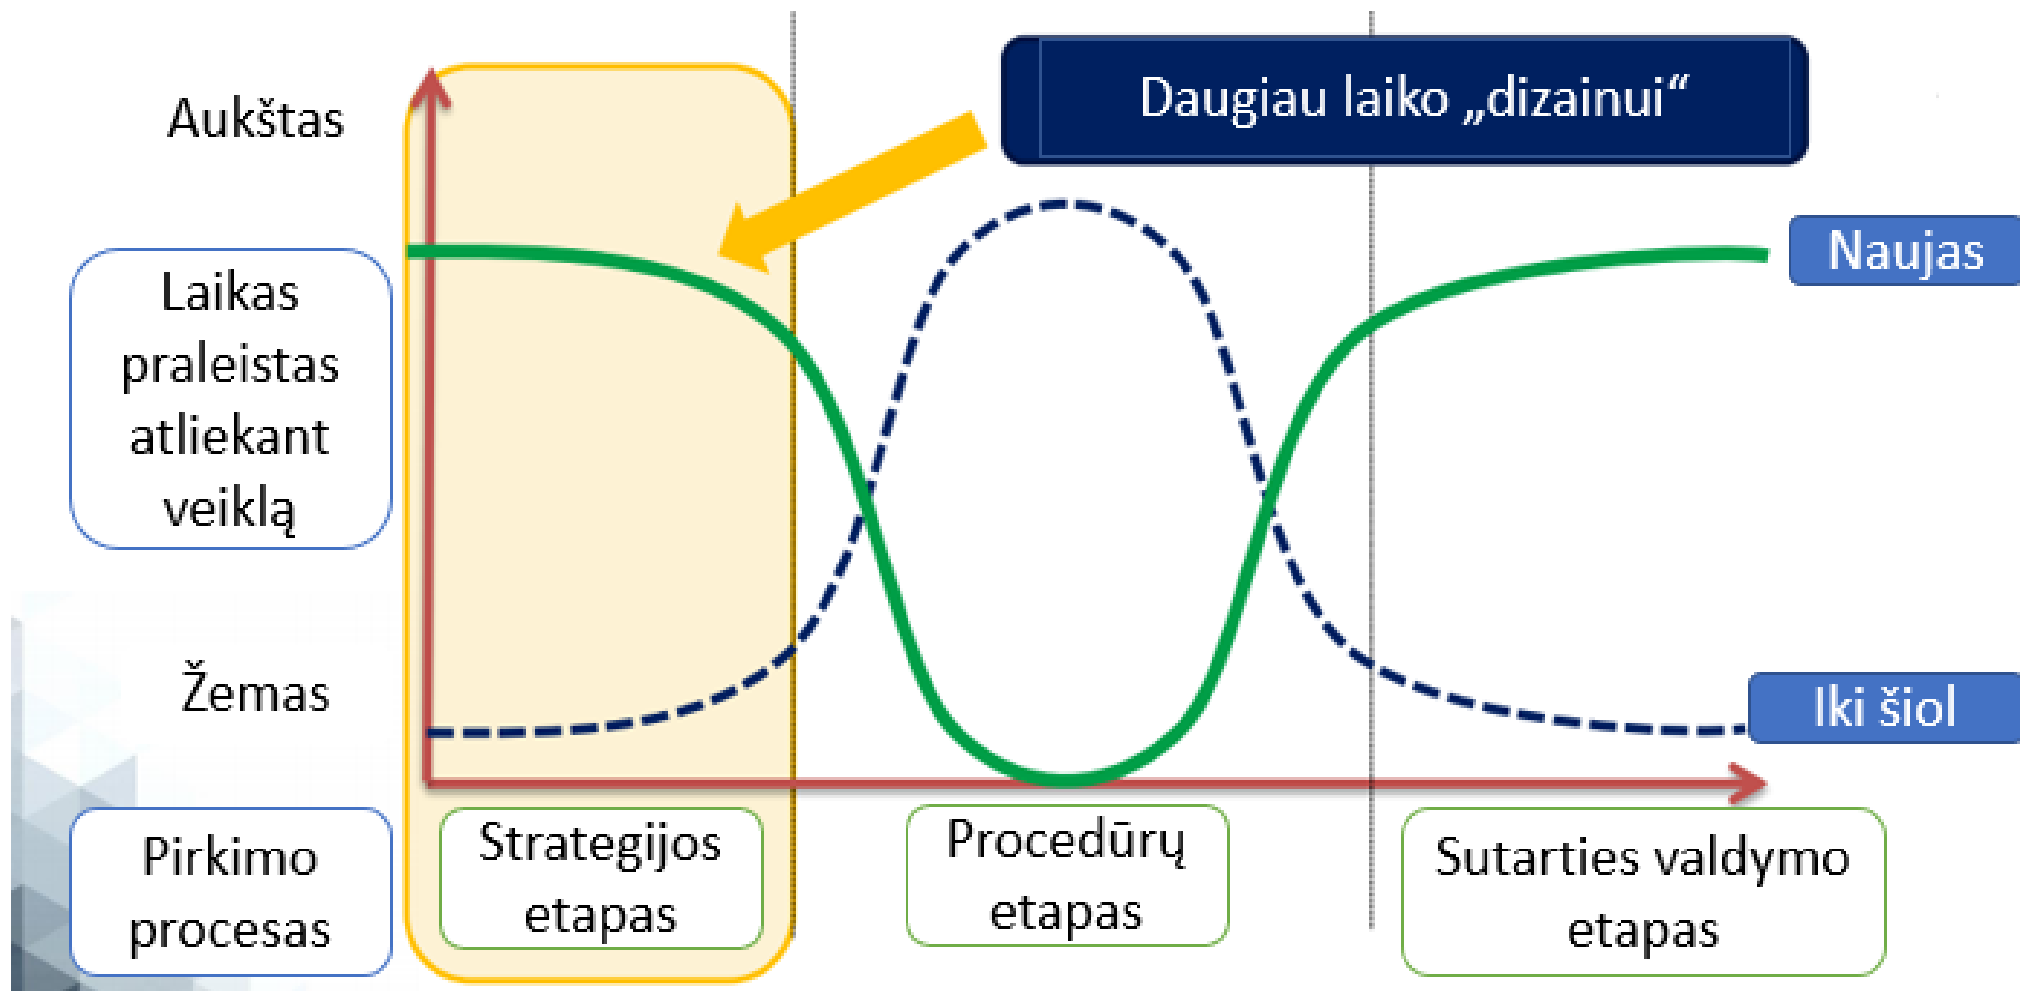 Aukštas
Daugiau laiko „dizainui“
Naujas
Laikas
praleistas
atliekant
veiklą
Žemas
Iki šiol
Pirkimo
procesas
Strategijos
etapas
Procedūrų
etapas
Sutarties valdymo
etapas